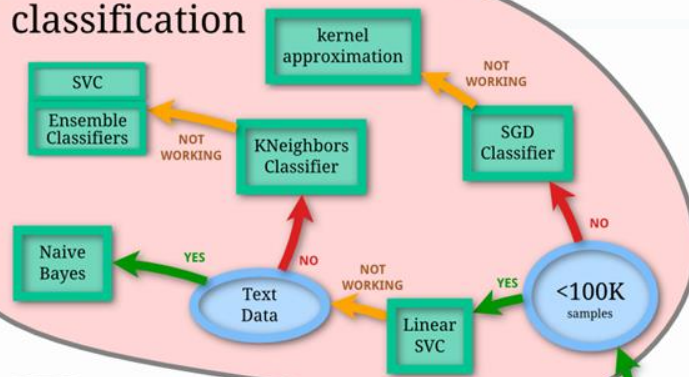 classification
kernel
approximation
NOT
WORKING
SVC
Ensemble
Classifiers
NOT
WORKING
KNeighbors
Classifier
SGD
Classifier
NO
Naive
Bayes
YES
NO
Text
Data
NOT
WORKING
Linear
SVC
YES
<100K
samples